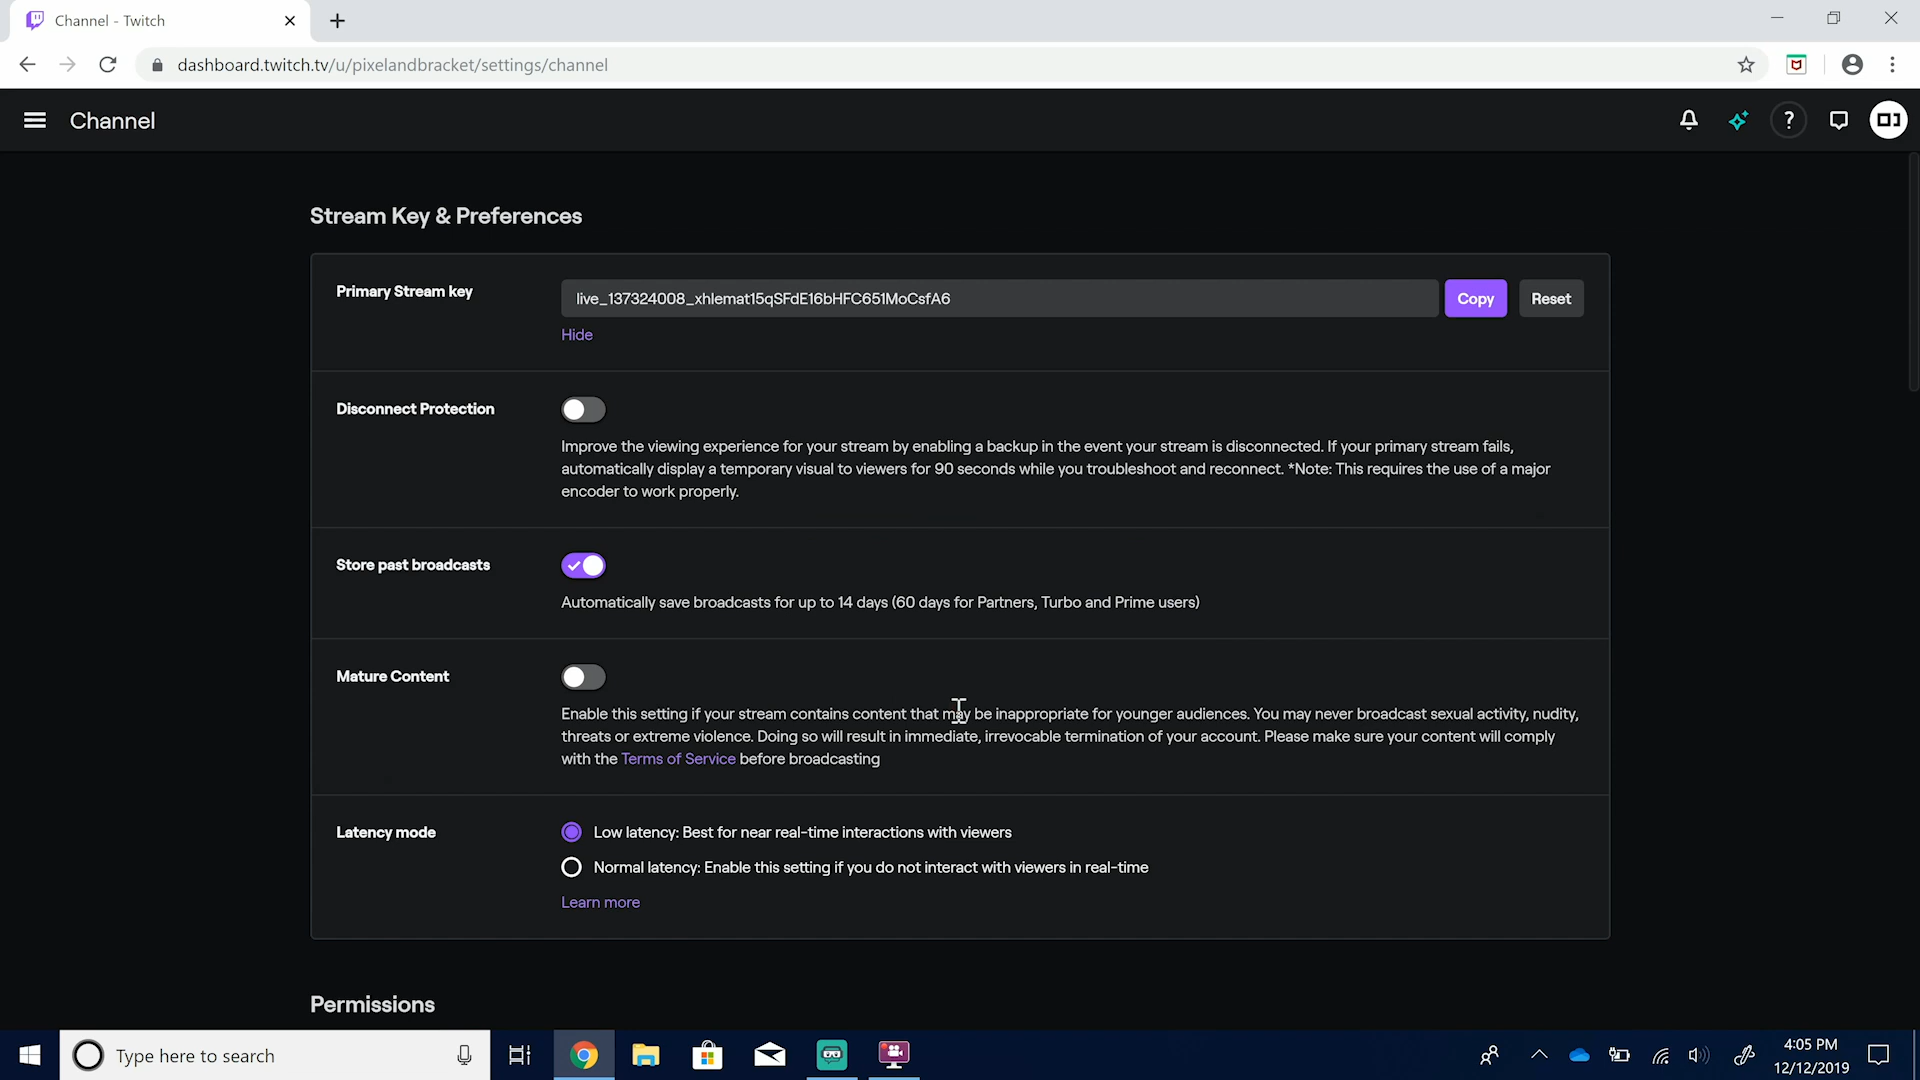 Channel - Twitch
dashboard.twitch.tv/u/pixelandbracket/settings/channel
Channel
Stream Key & Preferences
Primary Stream key
live_137324008_xhlemat15qSFdE16bHFC651MoCsfA6
Copy
Reset
Hide
Disconnect Protection
Improve the viewing experience for your stream by enabling a backup in the event your stream is disconnected. If your primary stream fails,
automatically display a temporary visual to viewers for 90 seconds while you troubleshoot and reconnect. *Note: This requires the use of a major
encoder to work properly.
Store past broadcasts
Automatically save broadcasts for up to 14 days (60 days for Partners, Turbo and Prime users)
Mature Content
Enable this setting if your stream contains content that may be inappropriate for younger audiences. You may never broadcast sexual activity, nudity,
threats or extreme violence. Doing so will result in immediate, irrevocable termination of your account. Please make sure your content will comply
with the Terms of Service before broadcasting
Latency mode
Low latency: Best for near real-time interactions with viewers
Normal latency: Enable this setting if you do not interact with viewers in real-time
Learn more
Permissions
Type here to search
4:05 PM
12/12/2019